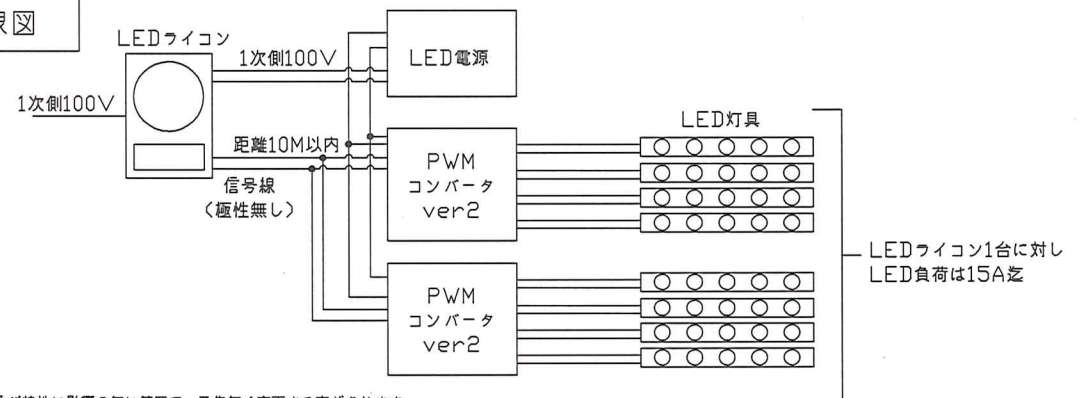 図
LEDライコン
1次側100V
LED電源
1次側100V
距離10M以内
信号線
(極性無し)
PWM
コンバータ
ver2
LED灯具
PWM
コンバータ
ver2
LEDライコン1台に対し
LED負荷は15A迄